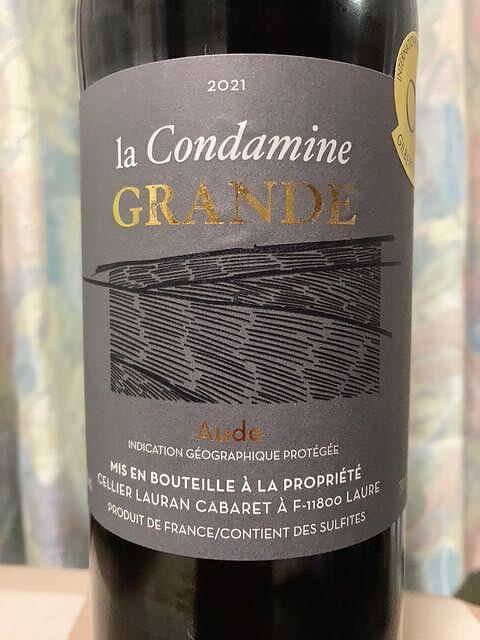 2021
la Condamine
GRANDE
Aude
INDICATION GÉOGRAPHIQUE PROTÉGÉE
MIS EN BOUTEILLE À LA PROPRIÉTÉ
CELLIER LAURAN CABARET À F-11800 LAURE
PRODUIT DE FRANCE/CONTIENT DES SULFITES